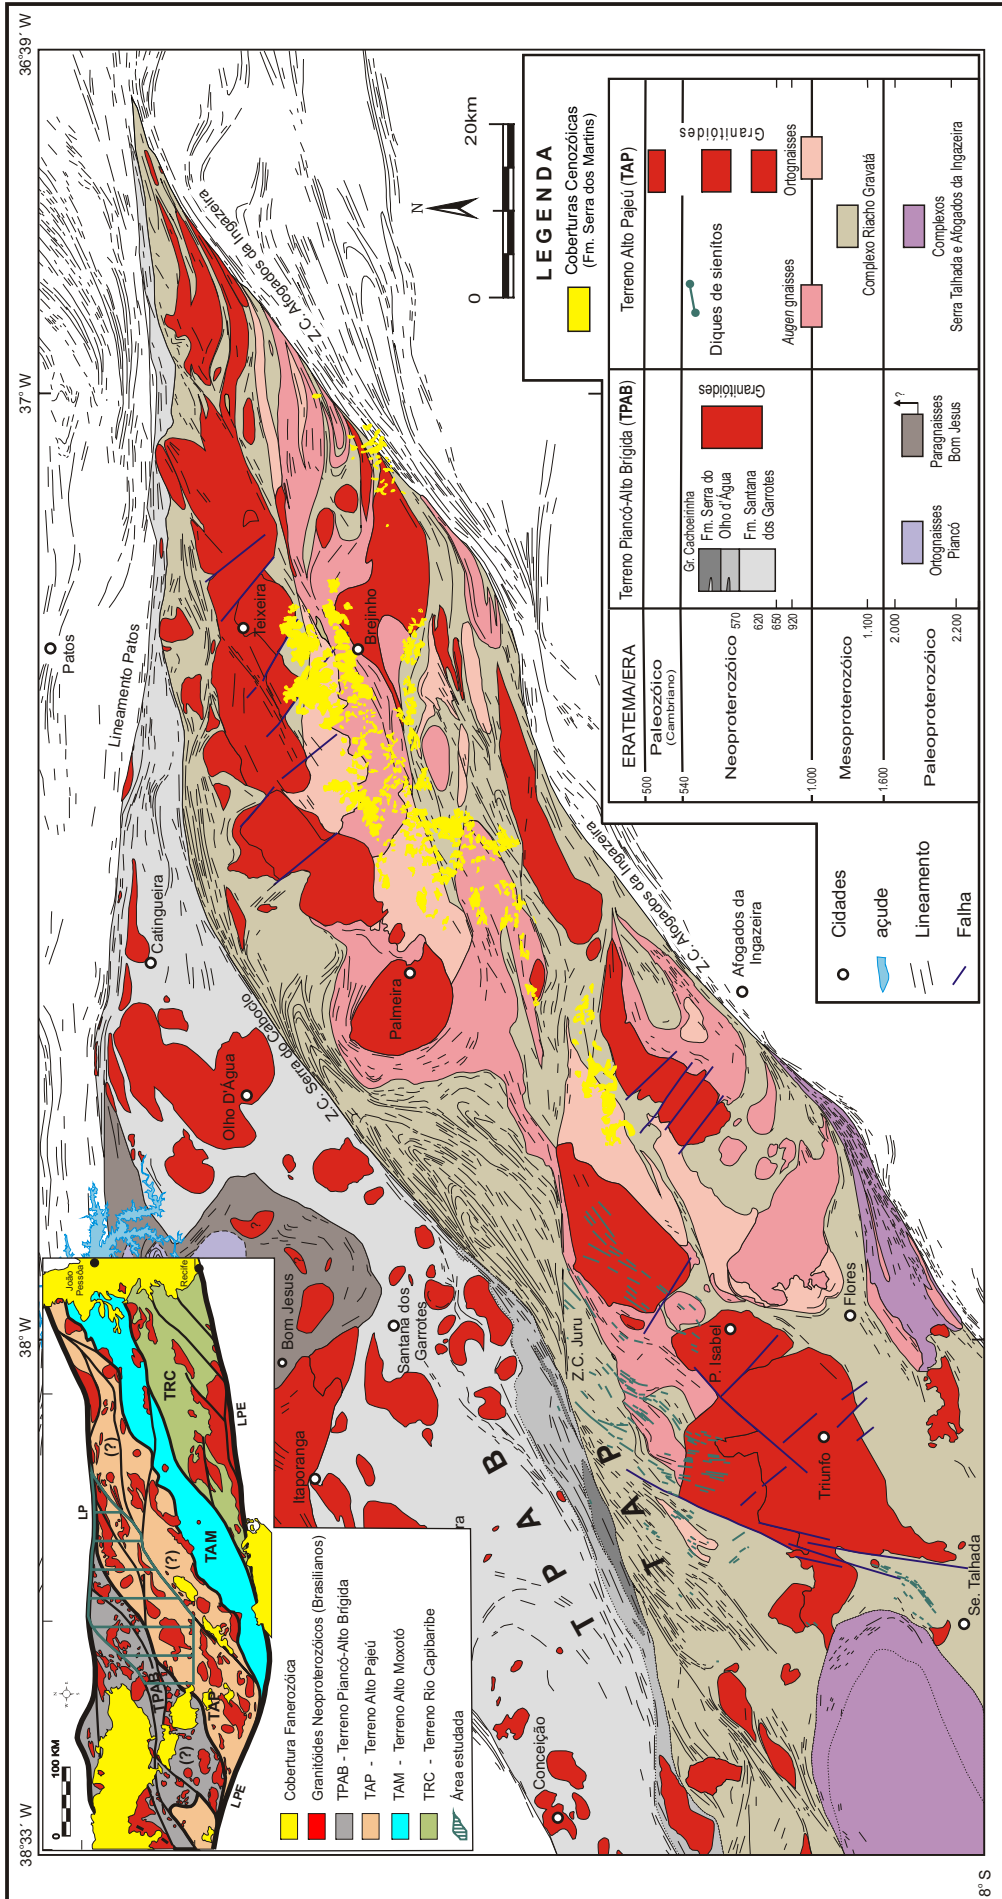 38°33´ W
38° W
37° W
36°39´ W
8° S
Patos
Lineamento Patos
Catingueira
Teixeira
Brejinho
Olho D'Água
Palmeira
Z.C. Serra do Caboclo
Z.C. Afogados da Ingazeira
Z.C. Afogados da Ingazeira
Afogados da
Ingazeira
Bom Jesus
Santana dos
Garrotes
Itaporanga
Conceição
ra
Z.C. Juru
P. Isabel
Flores
Triunfo
Se. Talhada
T P A B
T A P
N
0
20km
LEGENDA
Coberturas Cenozóicas
(Fm. Serra dos Martins)
ERATEMA/ERA
Terreno Piancó-Alto Brígida (TPAB)
Terreno Alto Pajeú (TAP)
Paleozóico
(Cambriano)
Neoproterozóico
Mesoproterozóico
Paleoproterozóico
500
540
570
620
650
920
1.000
1.100
1.600
2.000
2.200
Gr. Cachoeirinha
Fm. Serra do
Olho d'Água
Fm. Santana
dos Garrotes
Granitóides
Diques de sienitos
Granitóides
Augen gnaisses
Ortognaisses
Complexo Riacho Gravatá
Ortognaisses
Piancó
Paragnaisses
Bom Jesus
?
Complexos
Serra Talhada e Afogados da Ingazeira
Cidades
açude
Lineamento
Falha
0
100 KM
N
LP
LPE
LPE
TPAB
TAP
TAM
TRC
(?)
(?)
(?)
João
Pessôa
Recife
Cobertura Fanerozóica
Granitóides Neoproterozóicos (Brasilianos)
TPAB - Terreno Piancó-Alto Brígida
TAP - Terreno Alto Pajeú
TAM - Terreno Alto Moxotó
TRC - Terreno Rio Capibaribe
Área estudada